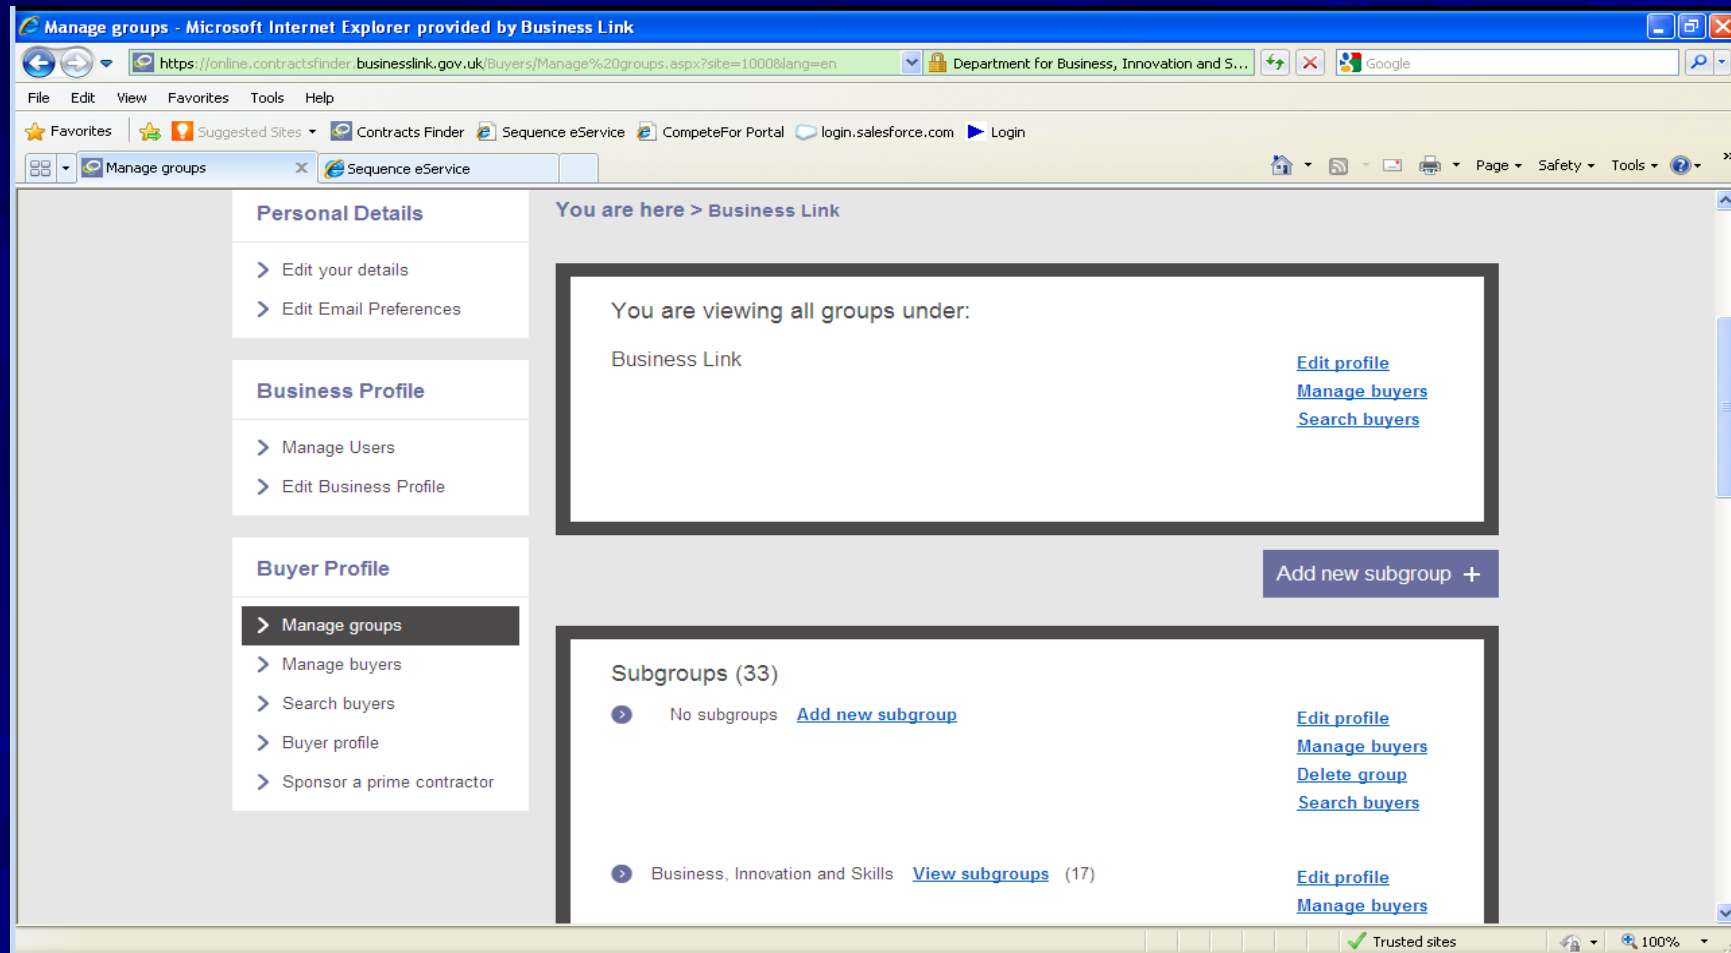 Manage groups - Microsoft Internet Explorer provided by Business Link
https://online.contractsfinder.businesslink.gov.uk/Buyers/Manage%20groups.aspx?site=1000&lang=en
Department for Business, Innovation and S...
Google
File Edit View Favorites Tools Help
Favorites Suggested Sites Contracts Finder Sequence eService CompeteFor Portal login.salesforce.com Login
Manage groups Sequence eService Page Safety Tools
Personal Details
Edit your details
Edit Email Preferences
Business Profile
Manage Users
Edit Business Profile
Buyer Profile
Manage groups
Manage buyers
Search buyers
Buyer profile
Sponsor a prime contractor
You are here > Business Link
You are viewing all groups under:
Business Link
Edit profile
Manage buyers
Search buyers
Add new subgroup +
Subgroups (33)
No subgroups Add new subgroup
Edit profile
Manage buyers
Delete group
Search buyers
Business, Innovation and Skills View subgroups (17)
Edit profile
Manage buyers
Trusted sites
100%